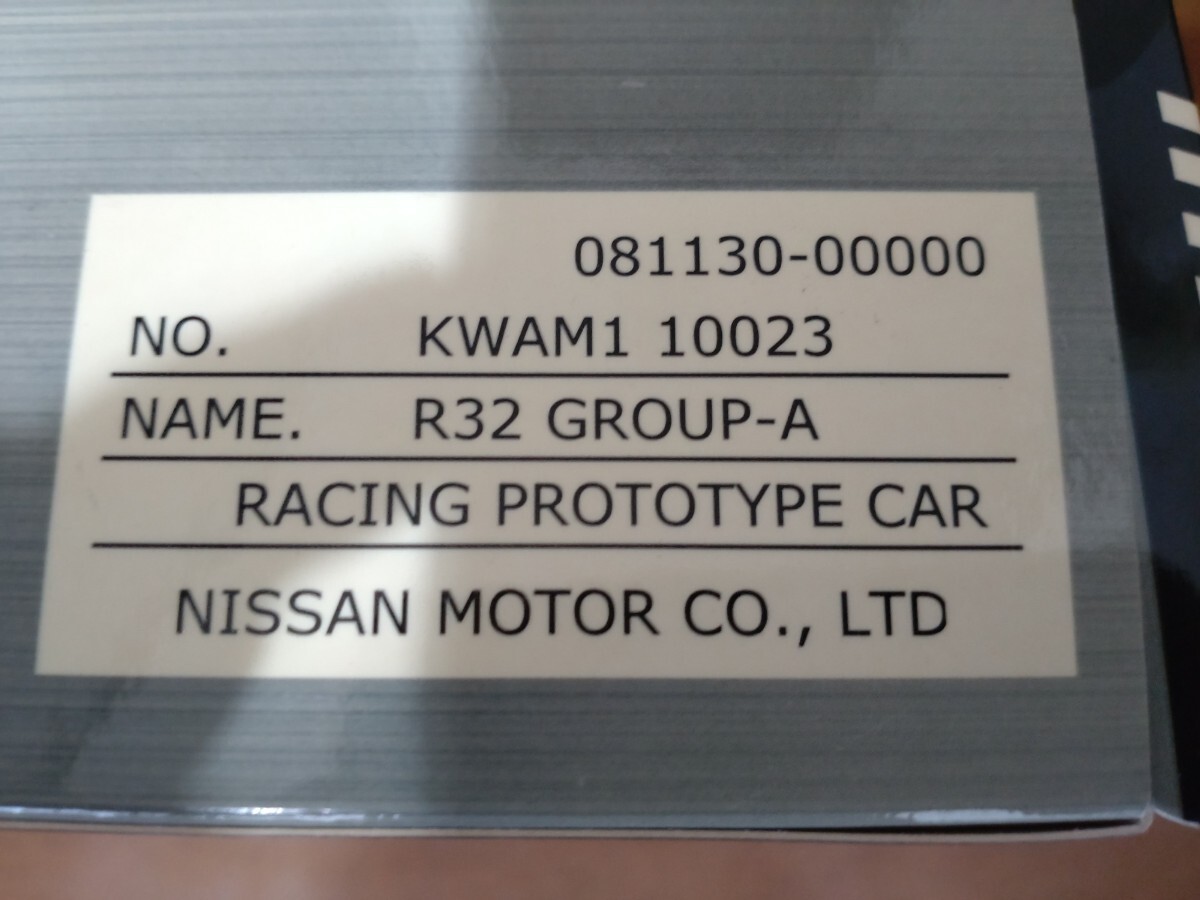 081130-00000
NO. KWAM1 10023
NAME. R32 GROUP-A
RACING PROTOTYPE CAR
NISSAN MOTOR CO., LTD